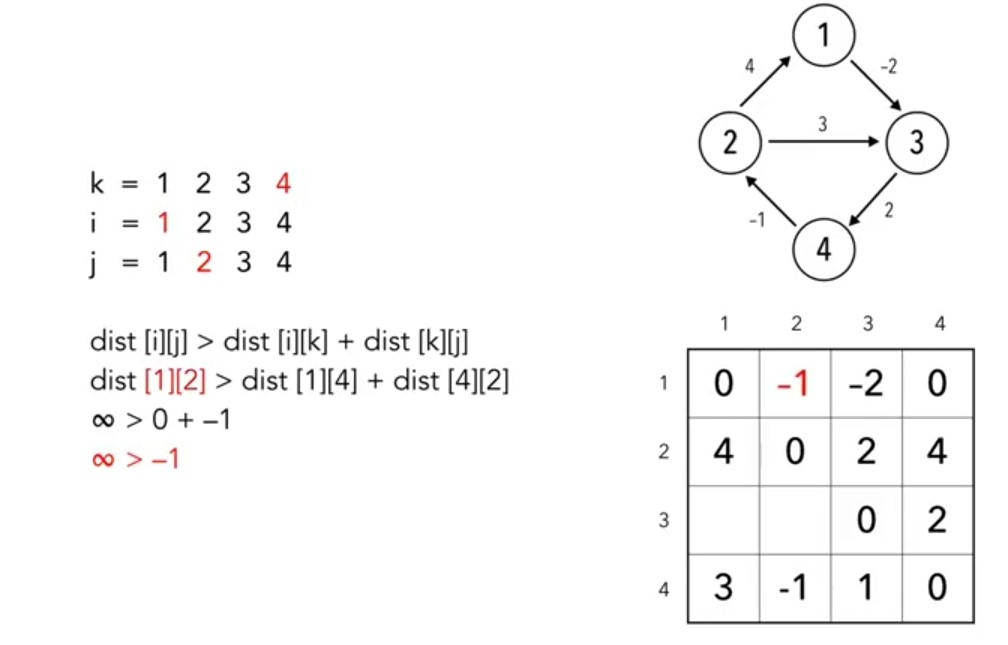 k = 1 2 3 4
i = 1 2 3 4
j = 1 2 3 4
dist [i][j] > dist [i][k] + dist [k][j]
dist [1][2] > dist [1][4] + dist [4][2]
∞ > 0 + –1
∞ > –1
1
4
–2
2
3
3
–1
2
4
1 2 3 4
1 0 –1 -2 0
2 4 0 2 4
3 0 2
4 3 -1 1 0